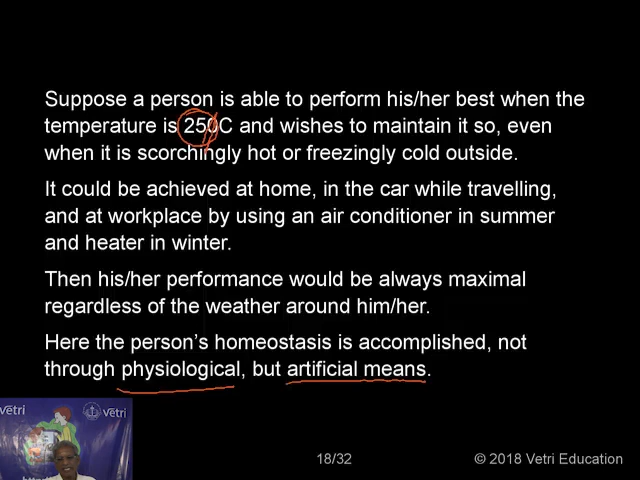 Suppose a person is able to perform his/her best when the
temperature is 250C and wishes to maintain it so, even
when it is scorchingly hot or freezingly cold outside.
It could be achieved at home, in the car while travelling,
and at workplace by using an air conditioner in summer
and heater in winter.
Then his/her performance would be always maximal
regardless of the weather around him/her.
Here the person's homeostasis is accomplished, not
through physiological, but artificial means.
Vetri
18/32
© 2018 Vetri Education